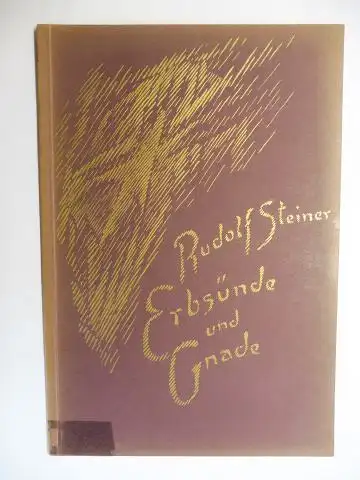 Rudolf Steiner
Erbsünde
und
Gnade